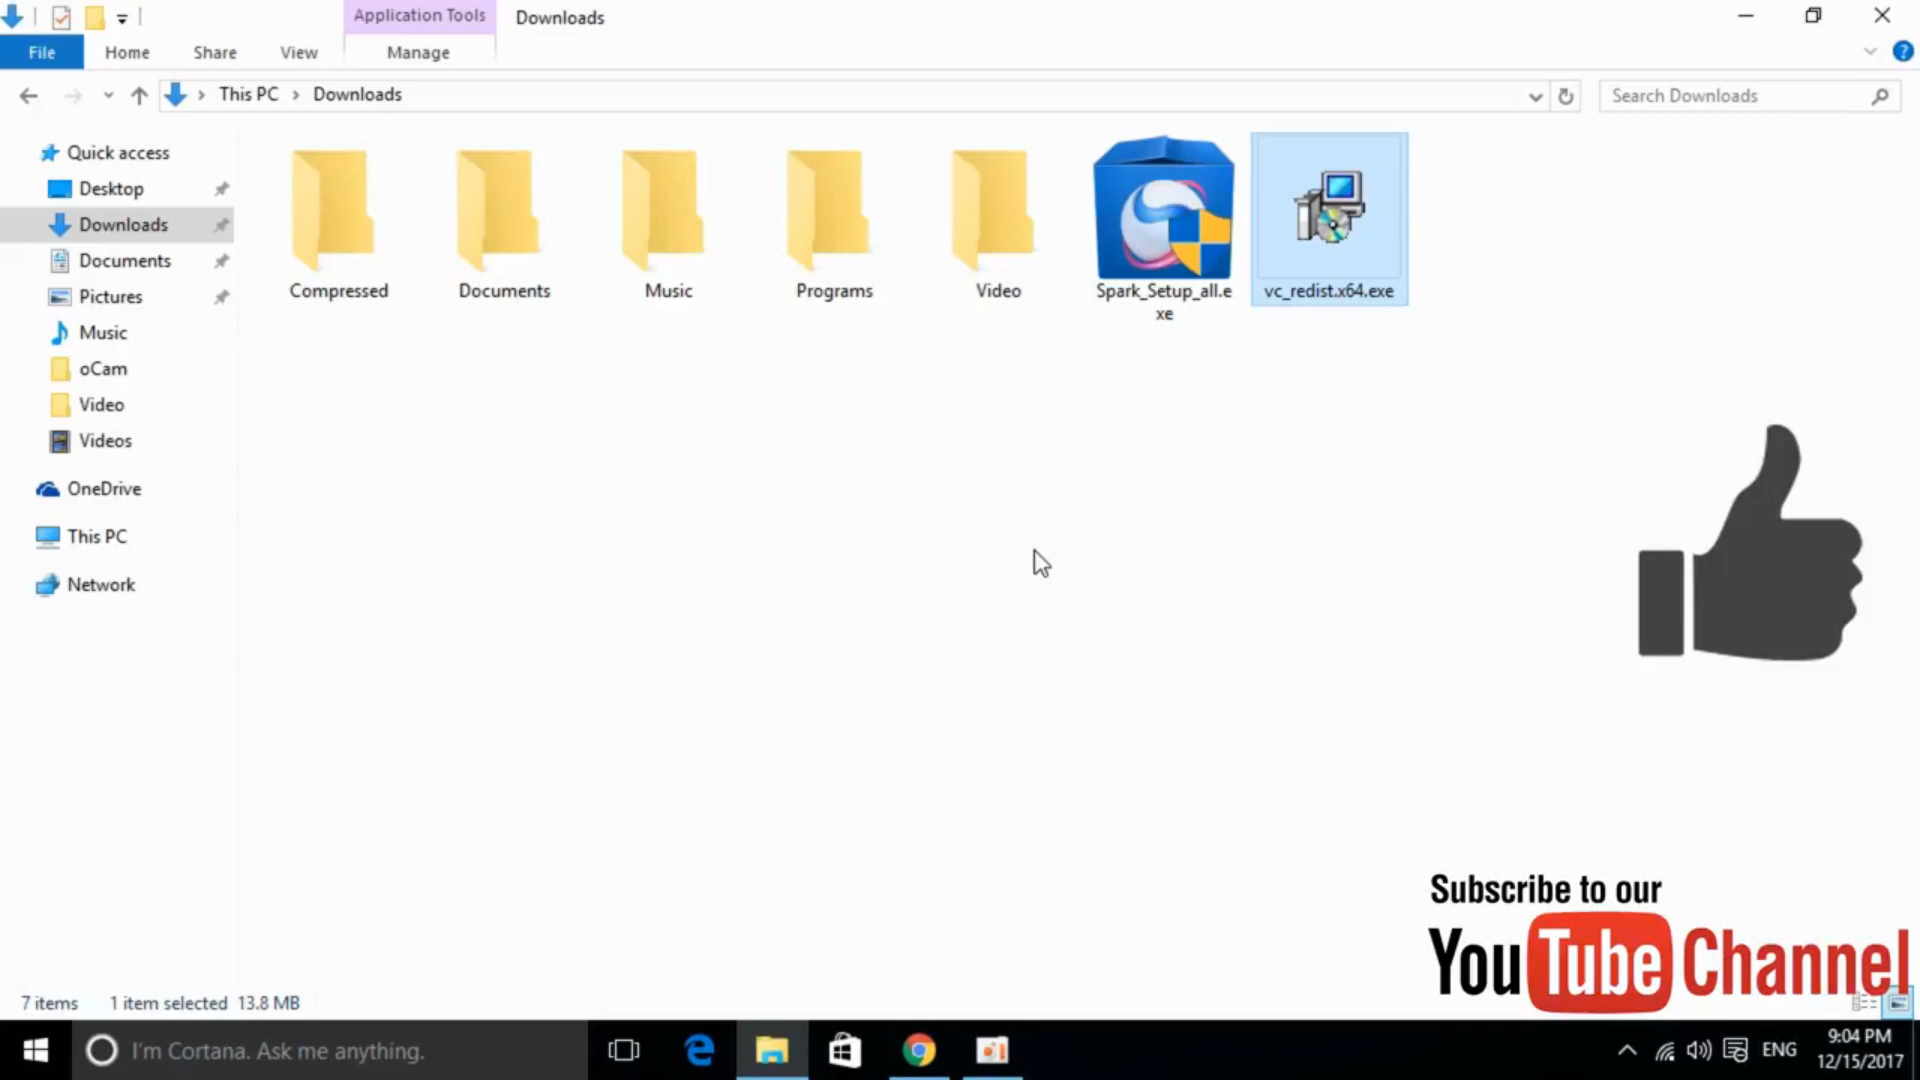 Application Tools
Downloads
File
Home
Share
View
Manage
?
This PC
Downloads
Search Downloads
Quick access
Desktop
Downloads
Documents
Pictures
Music
oCam
Video
Videos
OneDrive
This PC
Network
Compressed
Documents
Music
Programs
Video
Spark_Setup_all.e
xe
vc_redist.x64.exe
Subscribe to our
YouTube Channel
7 items
1 item selected 13.8 MB
I'm Cortana. Ask me anything.
ENG
9:04 PM
12/15/2017